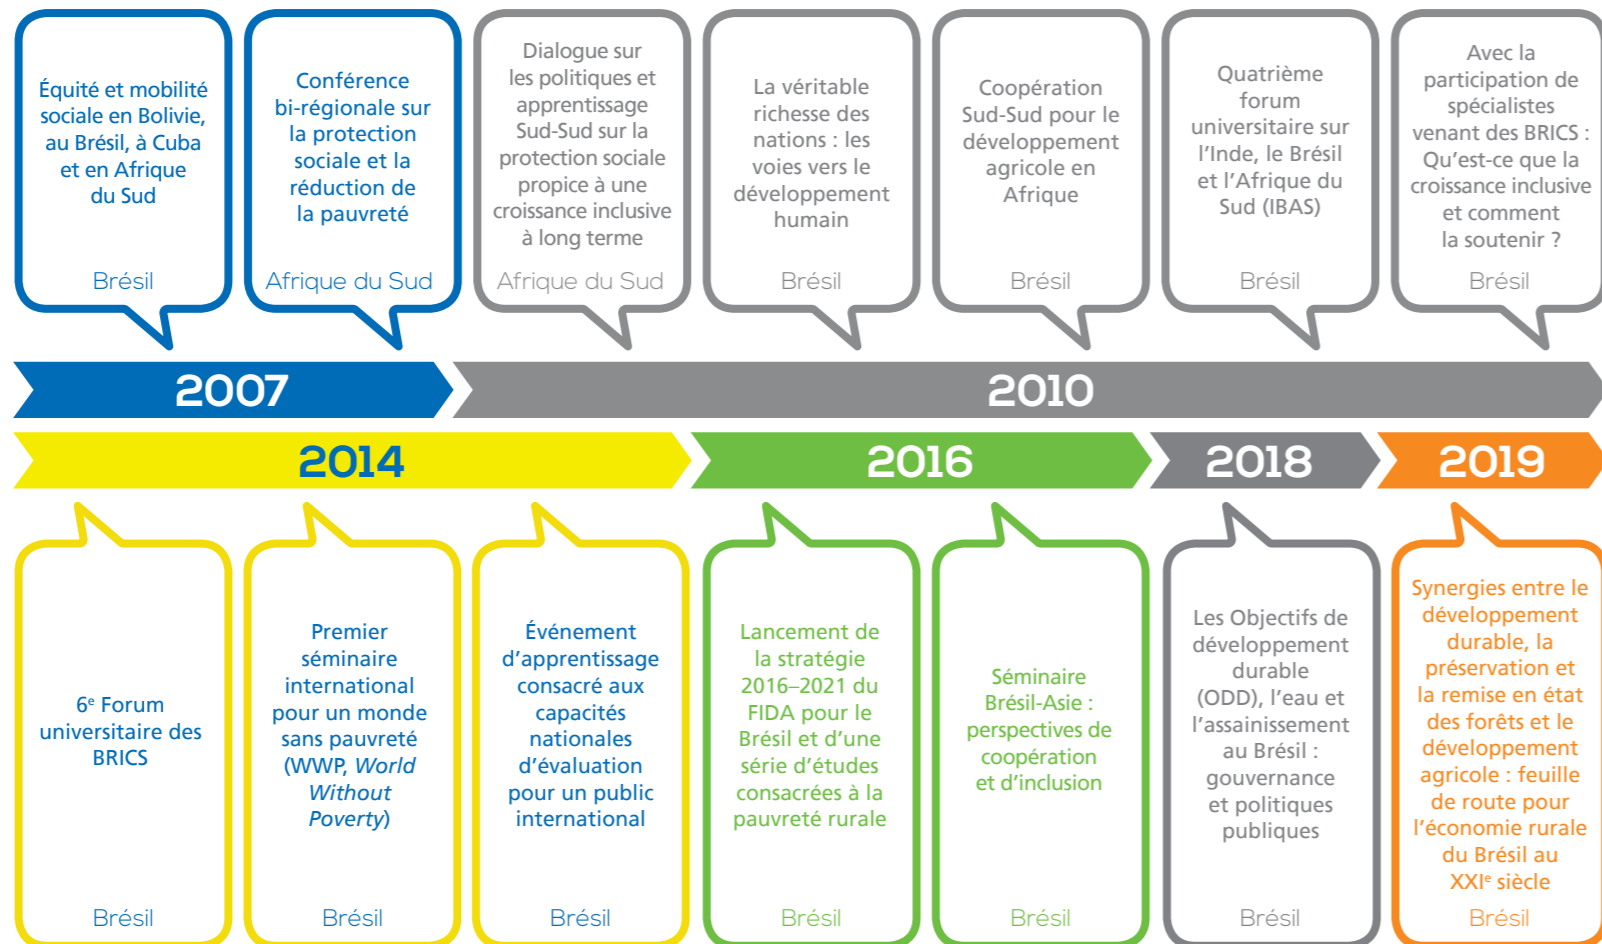 Équité et mobilité
sociale en Bolivie,
au Brésil, à Cuba
et en Afrique
du Sud
Brésil
Conférence
bi-régionale sur
la protection
sociale et la
réduction de
la pauvreté
Afrique du Sud
Dialogue sur
les politiques et
apprentissage
Sud-Sud sur la
protection sociale
propice à une
croissance inclusive
à long terme
Afrique du Sud
La véritable
richesse des
nations : les
voies vers le
développement
humain
Brésil
Coopération
Sud-Sud pour le
développement
agricole en
Afrique
Brésil
Quatrième
forum
universitaire sur
l’Inde, le Brésil
et l’Afrique du
Sud (IBAS)
Brésil
Avec la
participation de
spécialistes
venant des BRICS :
Qu’est-ce que la
croissance inclusive
et comment
la soutenir ?
Brésil
2007
2010
2014
2016
2018
2019
6e Forum
universitaire des
BRICS
Brésil
Premier
séminaire
international
pour un monde
sans pauvreté
(WWP, World
Without
Poverty)
Brésil
Événement
d’apprentissage
consacré aux
capacités
nationales
d’évaluation
pour un public
international
Brésil
Lancement de
la stratégie
2016–2021 du
FIDA pour le
Brésil et d’une
série d’études
consacrées à la
pauvreté rurale
Brésil
Séminaire
Brésil-Asie :
perspectives de
coopération
et d’inclusion
Brésil
Les Objectifs de
développement
durable
(ODD), l’eau et
l’assainissement
au Brésil :
gouvernance
et politiques
publiques
Brésil
Synergies entre le
développement
durable, la
préservation et
la remise en état
des forêts et le
développement
agricole : feuille
de route pour
l’économie rurale
du Brésil au
XXIe siècle
Brésil